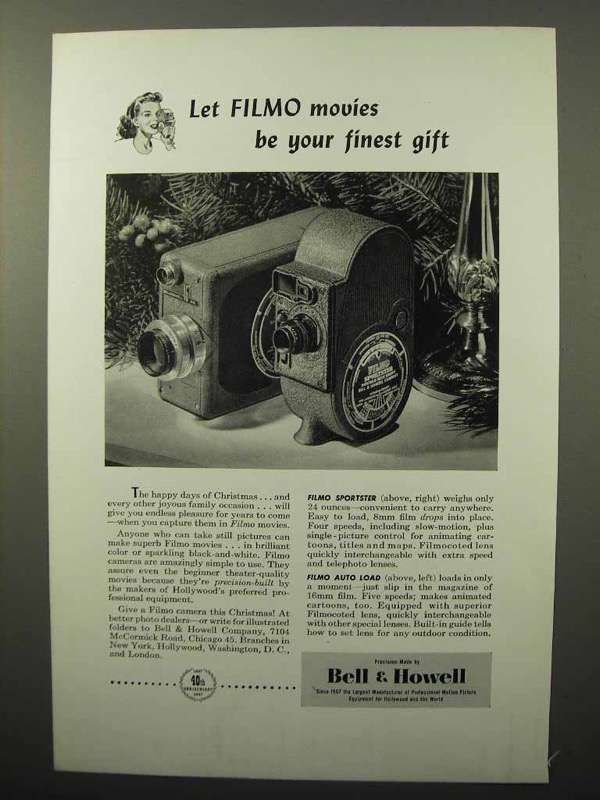 Let FILMO movies
be your finest gift
The happy days of Christmas . . . and
every other joyous family occasion . . . will
give you endless pleasure for years to come
—when you capture them in Filmo movies.
Anyone who can take still pictures can
make superb Filmo movies . . . in brilliant
color or sparkling black-and-white. Filmo
cameras are amazingly simple to use. They
assure even the beginner theater-quality
movies because they're precision-built by
the makers of Hollywood's preferred pro-
fessional equipment.
Give a Filmo camera this Christmas! At
better photo dealers—or write for illustrated
folders to Bell & Howell Company, 7104
McCormick Road, Chicago 45. Branches in
New York, Hollywood, Washington, D. C.,
and London.
1907
40th
ANNIVERSARY
1947
FILMO SPORTSTER (above, right) weighs only
24 ounces—convenient to carry anywhere.
Easy to load, 8mm film drops into place.
Four speeds, including slow-motion, plus
single-picture control for animating car-
toons, titles and maps. Filmocoted lens
quickly interchangeable with extra speed
and telephoto lenses.
FILMO AUTO LOAD (above, left) loads in only
a moment—just slip in the magazine of
16mm film. Five speeds; makes animated
cartoons, too. Equipped with superior
Filmocoted lens, quickly interchangeable
with other special lenses. Built-in guide tells
how to set lens for any outdoor condition.
Precision-Made by
Bell & Howell
Since 1907 the Largest Manufacturer of Professional Motion Picture
Equipment for Hollywood and the World